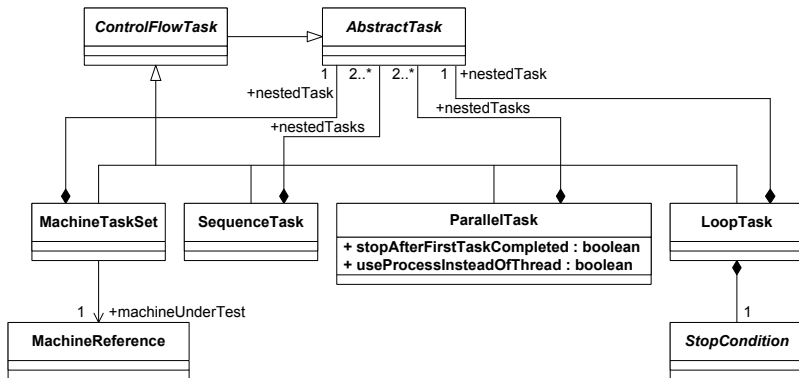 ControlFlowTask
AbstractTask
1
2..*
2..*
1
+nestedTask
+nestedTask
+nestedTasks
+nestedTasks
MachineTaskSet
SequenceTask
ParallelTask
+ stopAfterFirstTaskCompleted : boolean
+ useProcessInsteadOfThread : boolean
LoopTask
1
+machineUnderTest
1
MachineReference
StopCondition